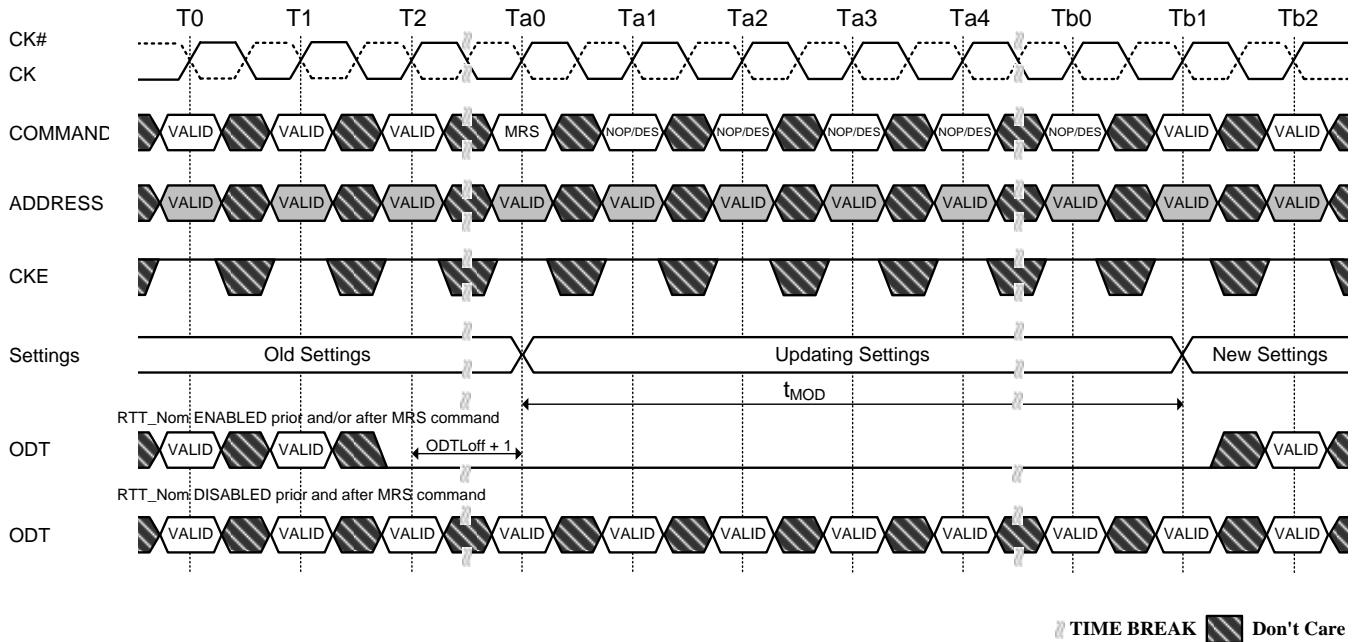 T0 T1 T2 Ta0 Ta1 Ta2 Ta3 Ta4 Tb0 Tb1 Tb2
CK#
CK
COMMAND VALID VALID VALID MRS NOP/DES NOP/DES NOP/DES NOP/DES NOP/DES VALID VALID
ADDRESS VALID VALID VALID VALID VALID VALID VALID VALID VALID VALID VALID
CKE
Settings Old Settings Updating Settings New Settings
tMOD
RTT_Nom ENABLED prior and/or after MRS command
ODT VALID VALID ODTLoff + 1 VALID
RTT_Nom DISABLED prior and after MRS command
ODT VALID VALID VALID VALID VALID VALID VALID VALID VALID VALID VALID
TIME BREAK Don't Care